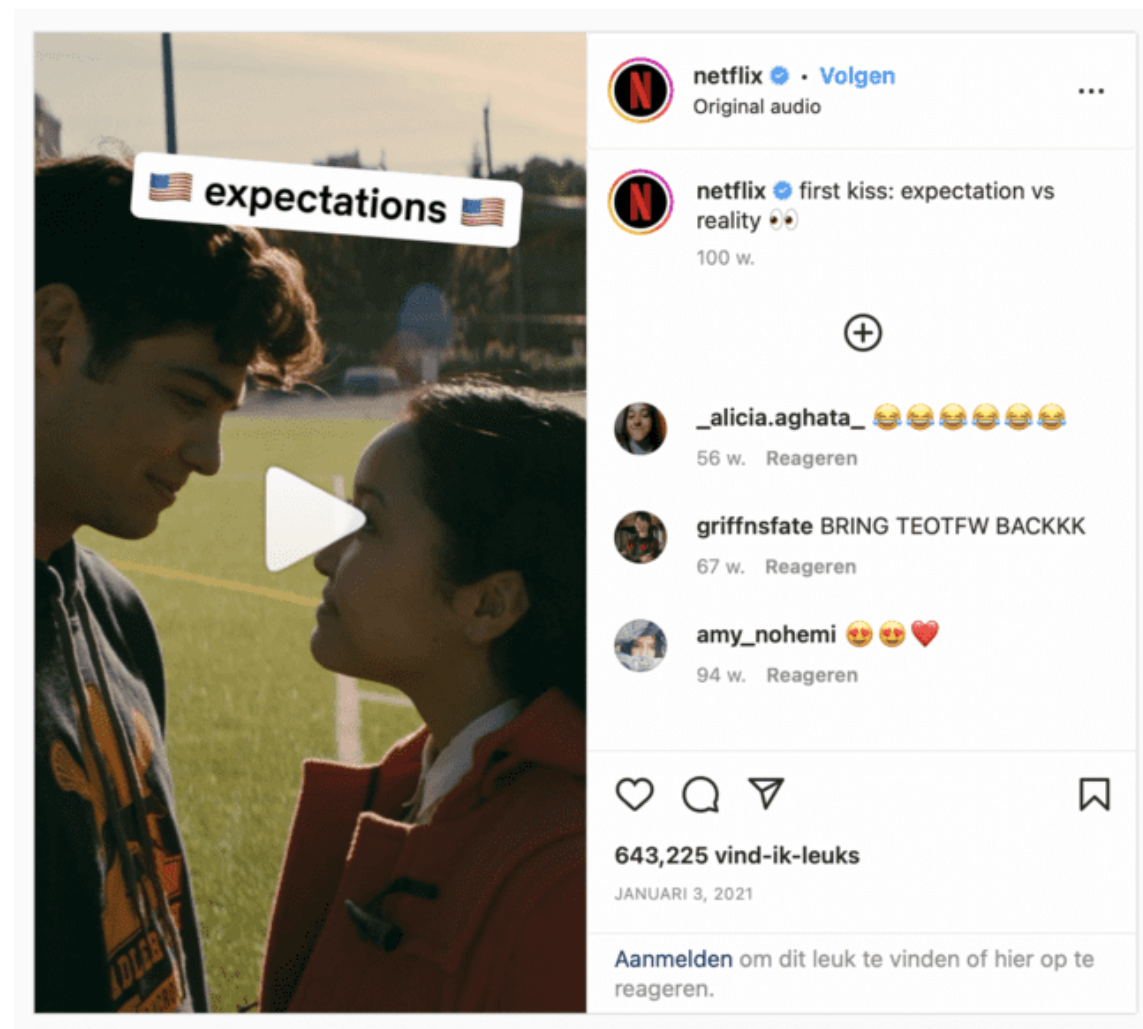 🇺🇸 expectations 🇺🇸
netflix • Volgen
Original audio
netflix first kiss: expectation vs
reality 👀
100 w.
_alicia.aghata_ 😂😂😂😂😂😂
56 w. Reageren
griffnsfate BRING TEOTFW BACKKK
67 w. Reageren
amy_nohemi 😍😍❤️
94 w. Reageren
643,225 vind-ik-leuks
JANUARI 3, 2021
Aanmelden om dit leuk te vinden of hier op te
reageren.